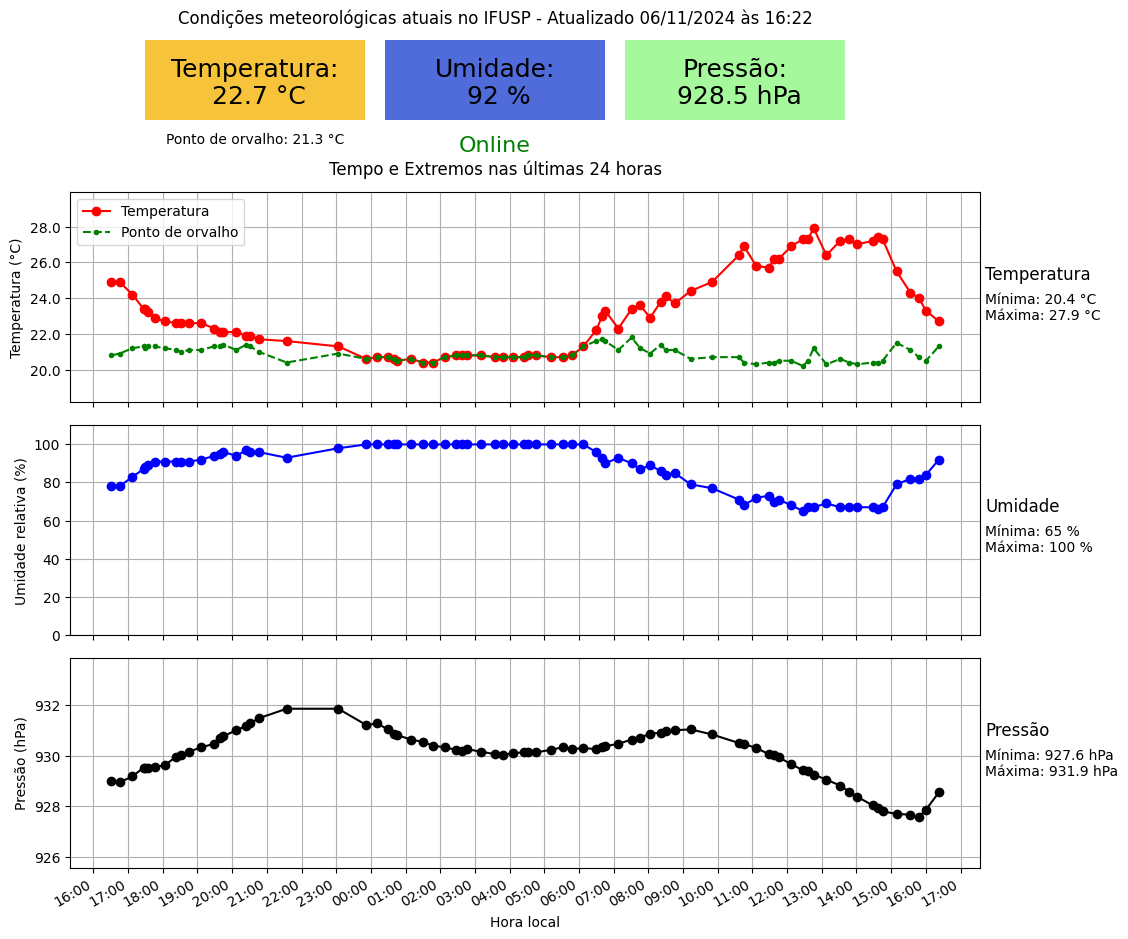 Condições meteorológicas atuais no IFUSP - Atualizado 06/11/2024 às 16:22
Temperatura:
22.7 °C
Umidade:
92 %
Pressão:
928.5 hPa
Ponto de orvalho: 21.3 °C
Online
Tempo e Extremos nas últimas 24 horas
Temperatura (°C)
28.0
26.0
24.0
22.0
20.0
Temperatura
Ponto de orvalho
Temperatura
Mínima: 20.4 °C
Máxima: 27.9 °C
Umidade relativa (%)
100
80
60
40
20
0
Umidade
Mínima: 65 %
Máxima: 100 %
Pressão (hPa)
932
930
928
926
Pressão
Mínima: 927.6 hPa
Máxima: 931.9 hPa
16:00 17:00 18:00 19:00 20:00 21:00 22:00 23:00 00:00 01:00 02:00 03:00 04:00 05:00 06:00 07:00 08:00 09:00 10:00 11:00 12:00 13:00 14:00 15:00 16:00 17:00
Hora local